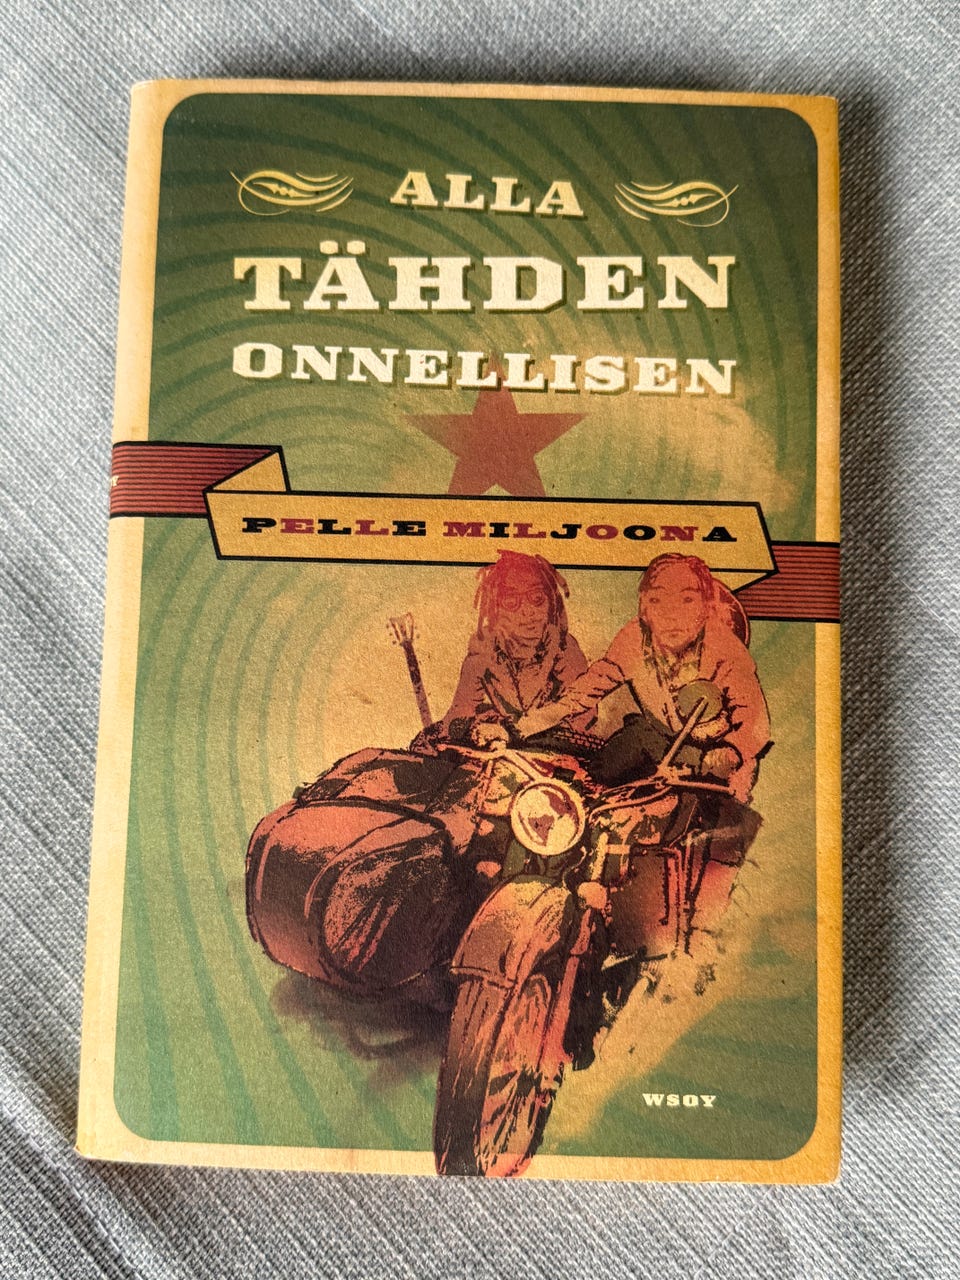 ALLA
TÄHDEN
ONNELLISEN
PELLE MILJOONA
WSOY